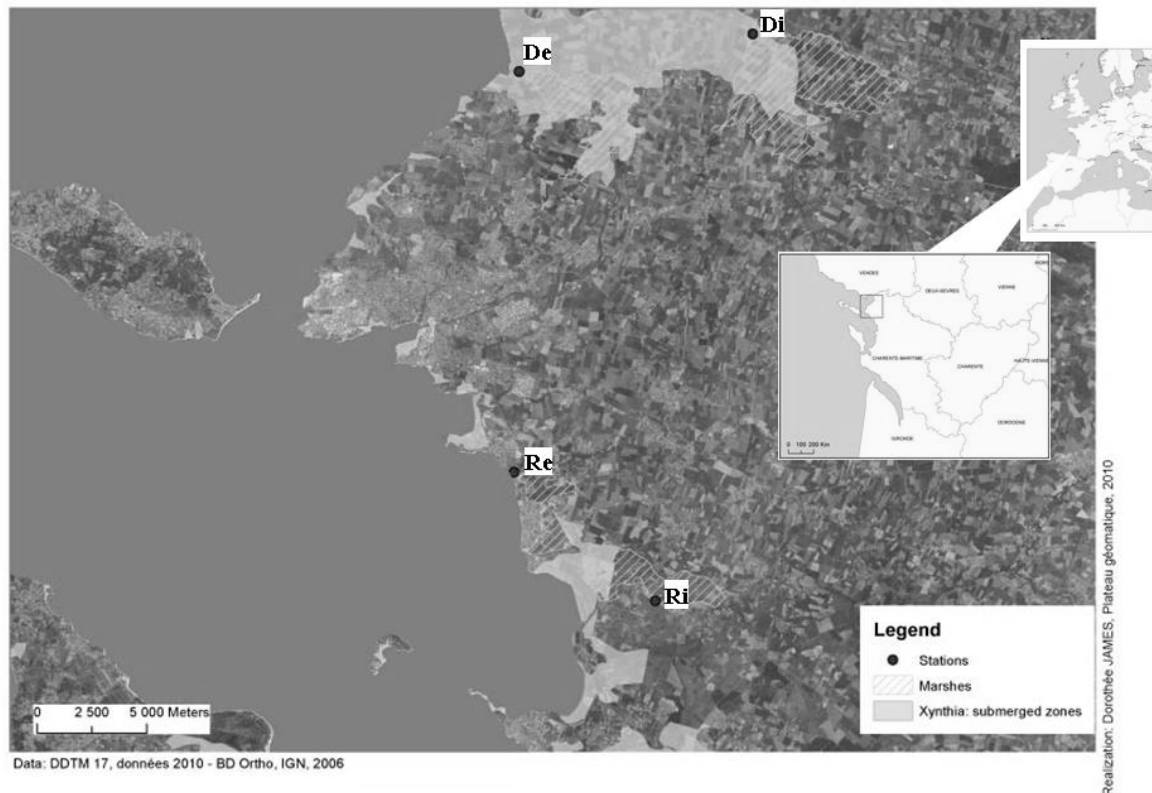 Di
De
VENDEE
DEUX-SEVRES
VIENNE
CHARENTE-MARITIME
CHARENTE
HAUTE-VIENNE
DORDOGNE
GIRONDE
0 100 200 Km
Re
Ri
Legend
Stations
Marshes
Xynthia: submerged zones
0 2 500 5 000 Meters
Data: DDTM 17, données 2010 - BD Ortho, IGN, 2006
Realization: Dorothée JAMES, Plateau géomatique, 2010